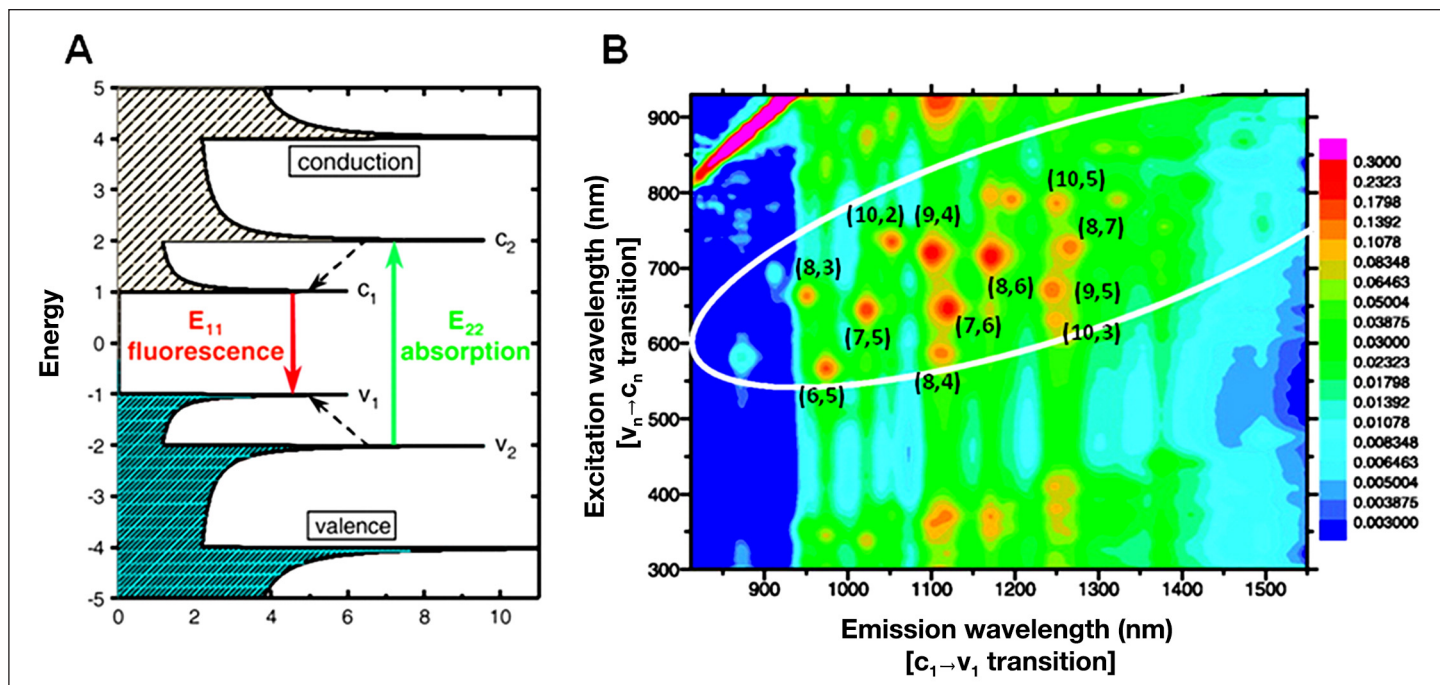 A
5
4
3
2
1
0
-1
-2
-3
-4
-5
Energy
conduction
c2
c1
E11
fluorescence
E22
absorption
v1
v2
valence
0 2 4 6 8 10
B
Excitation wavelength (nm)
[vn→cn transition]
900
800
700
600
500
400
300
(10,5)
(10,2) (9,4)
(8,7)
(8,3)
(8,6) (9,5)
(7,5) (7,6) (10,3)
(8,4)
(6,5)
900 1000 1100 1200 1300 1400 1500
Emission wavelength (nm)
[c1→v1 transition]
0.3000
0.2323
0.1798
0.1392
0.1078
0.08348
0.06463
0.05004
0.03875
0.03000
0.02323
0.01798
0.01392
0.01078
0.008348
0.006463
0.005004
0.003875
0.003000